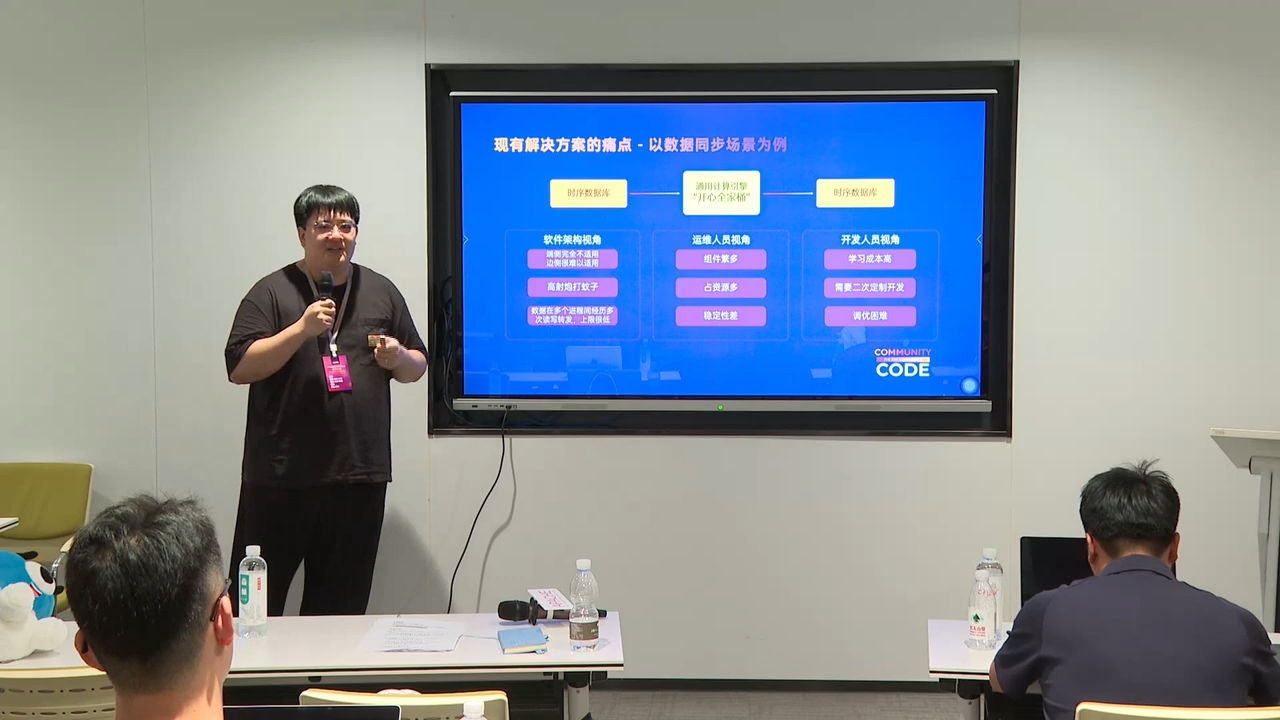 现有解决方案的痛点 - 以数据同步场景为例
时序数据库
通用计算引擎
“开心全家桶”
时序数据库
软件架构视角
端侧完全不适用
边侧很难以适用
高射炮打蚊子
数据在多个进程间经历多
次读写转发，上限很低
运维人员视角
组件繁多
占资源多
稳定性差
开发人员视角
学习成本高
需要二次定制开发
调优困难
COMMUNITY
CODE